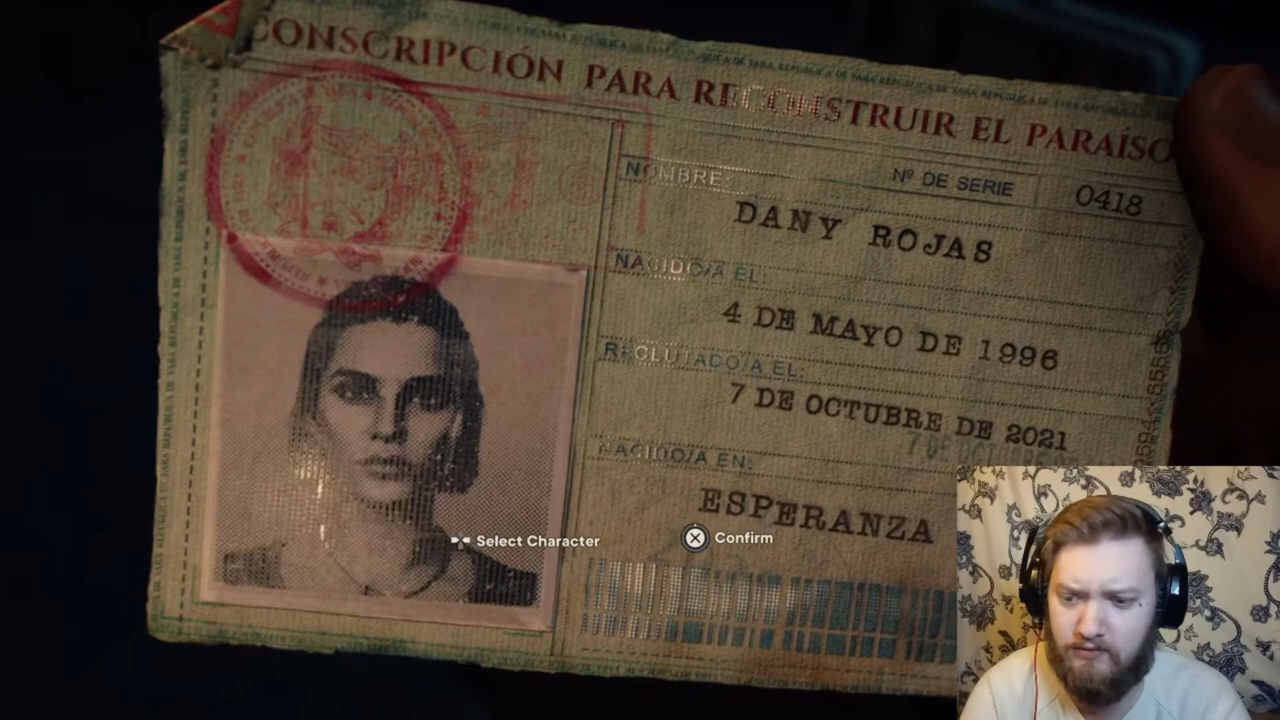 CONSCRIPCIÓN PARA RECONSTRUIR EL PARAÍSO
NOMBRE:
Nº DE SERIE
0418
DANY ROJAS
NACIDO/A EL:
4 DE MAYO DE 1996
RECLUTADO/A EL:
7 DE OCTUBRE DE 2021
NACIDO/A EN:
ESPERANZA
Select Character
Confirm